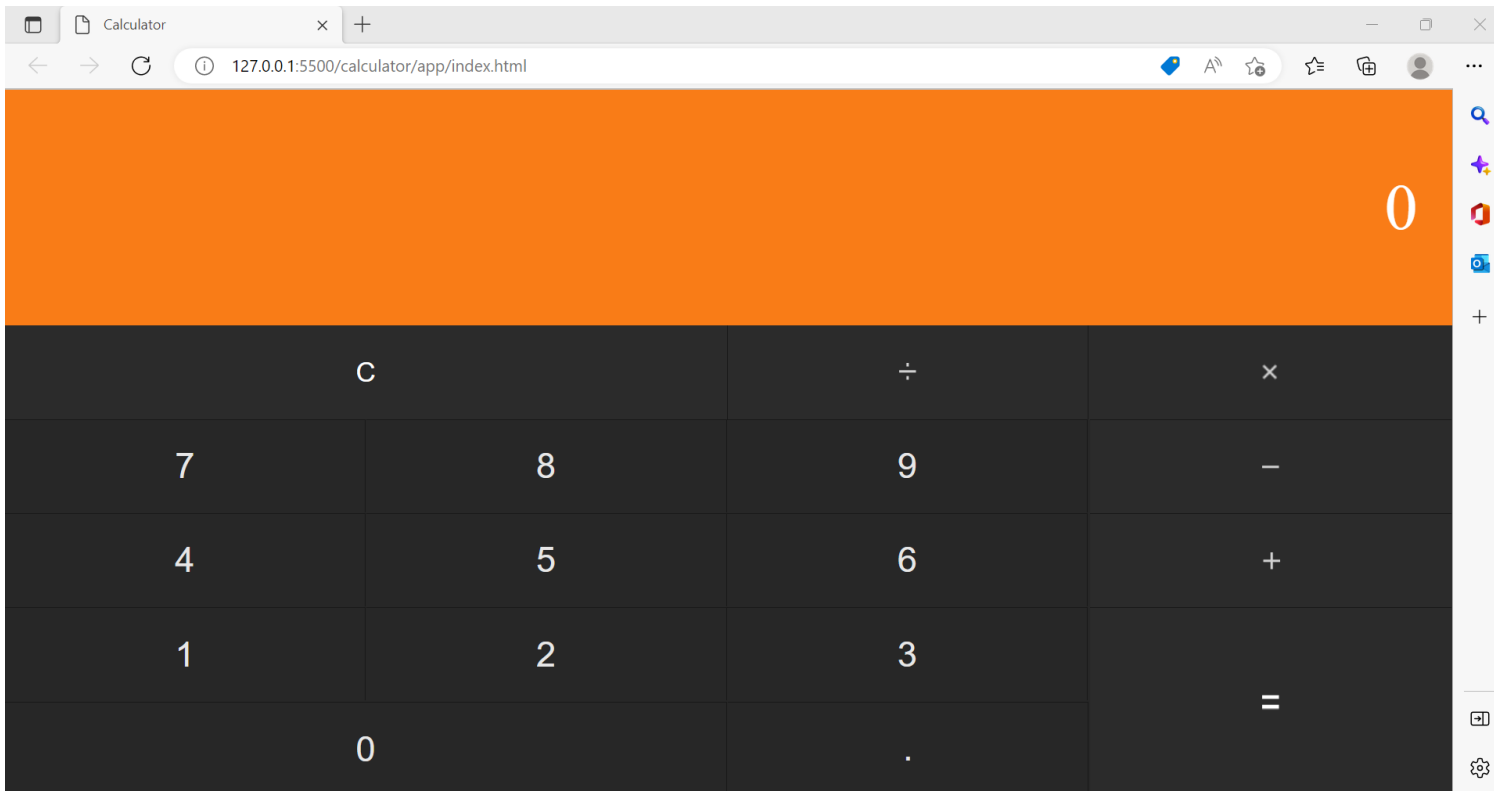 Calculator
127.0.0.1:5500/calculator/app/index.html
0
C ÷ ×
7 8 9 −
4 5 6 +
1 2 3
=
0 .